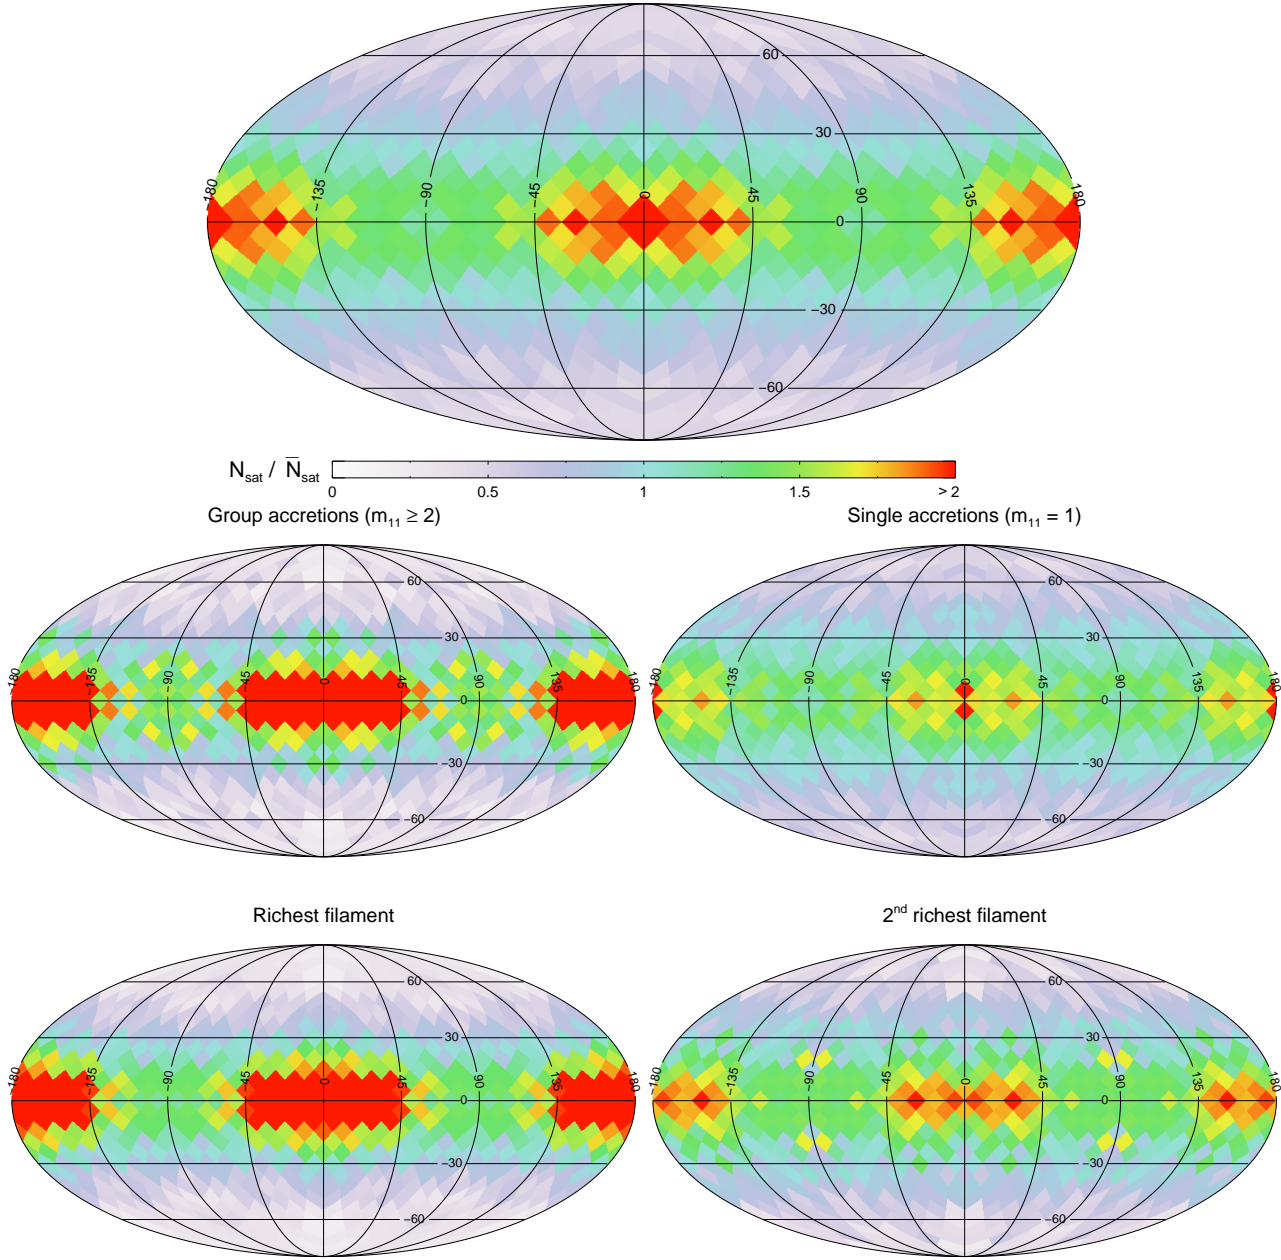 60
30
−180 −135 −90 −45 0 45 90 135 180
0
−30
−60
N_sat / N̅_sat
0 0.5 1 1.5 > 2
Group accretions (m_11 ≥ 2) Single accretions (m_11 = 1)
60 60
30 30
−180 −135 −90 −45 0 45 90 135 180 −180 −135 −90 −45 0 45 90 135 180
0 0
−30 −30
−60 −60
Richest filament 2^nd richest filament
60 60
30 30
−180 −135 −90 −45 0 45 90 135 180 −180 −135 −90 −45 0 45 90 135 180
0 0
−30 −30
−60 −60